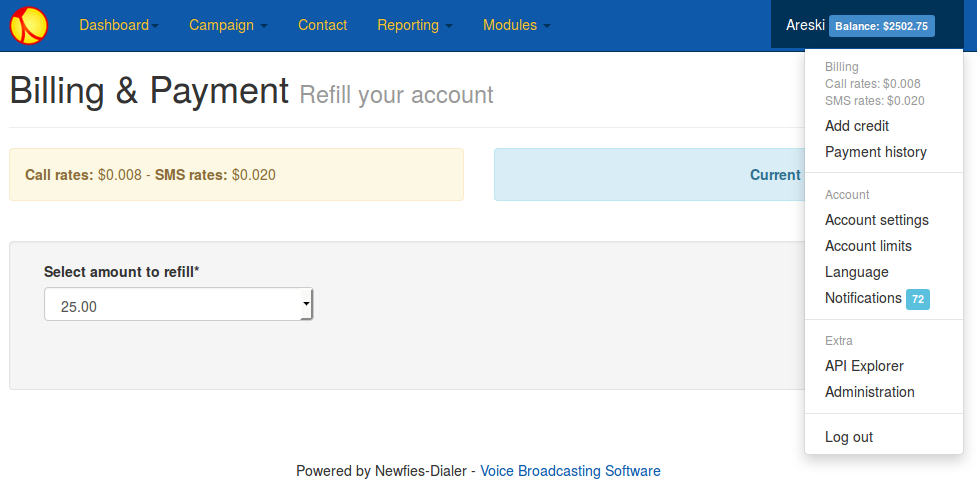 Dashboard Campaign Contact Reporting Modules Areski Balance: $2502.75
Billing & Payment Refill your account
Call rates: $0.008 - SMS rates: $0.020
Current
Select amount to refill*
25.00
Billing
Call rates: $0.008
SMS rates: $0.020
Add credit
Payment history
Account
Account settings
Account limits
Language
Notifications 72
Extra
API Explorer
Administration
Log out
Powered by Newfies-Dialer - Voice Broadcasting Software